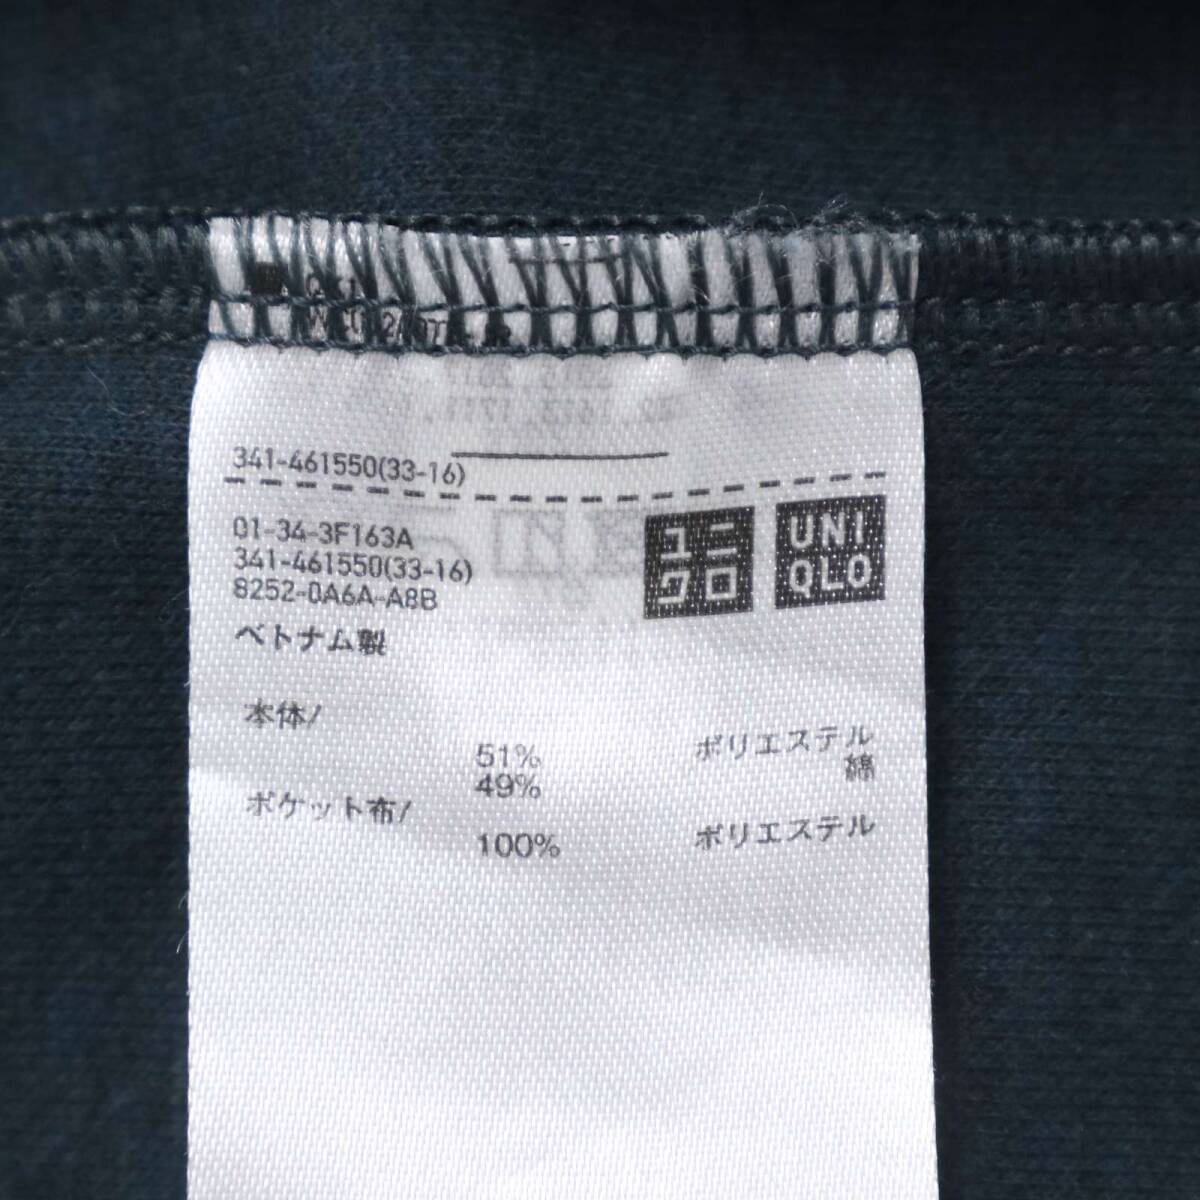 341-461550(33-16)
01-34-3F163A
341-461550(33-16)
8252-0A6A-A8B
ユニ
クロ
UNI
QLO
ベトナム製
本体/
51% ポリエステル
49% 綿
ポケット布/
100% ポリエステル